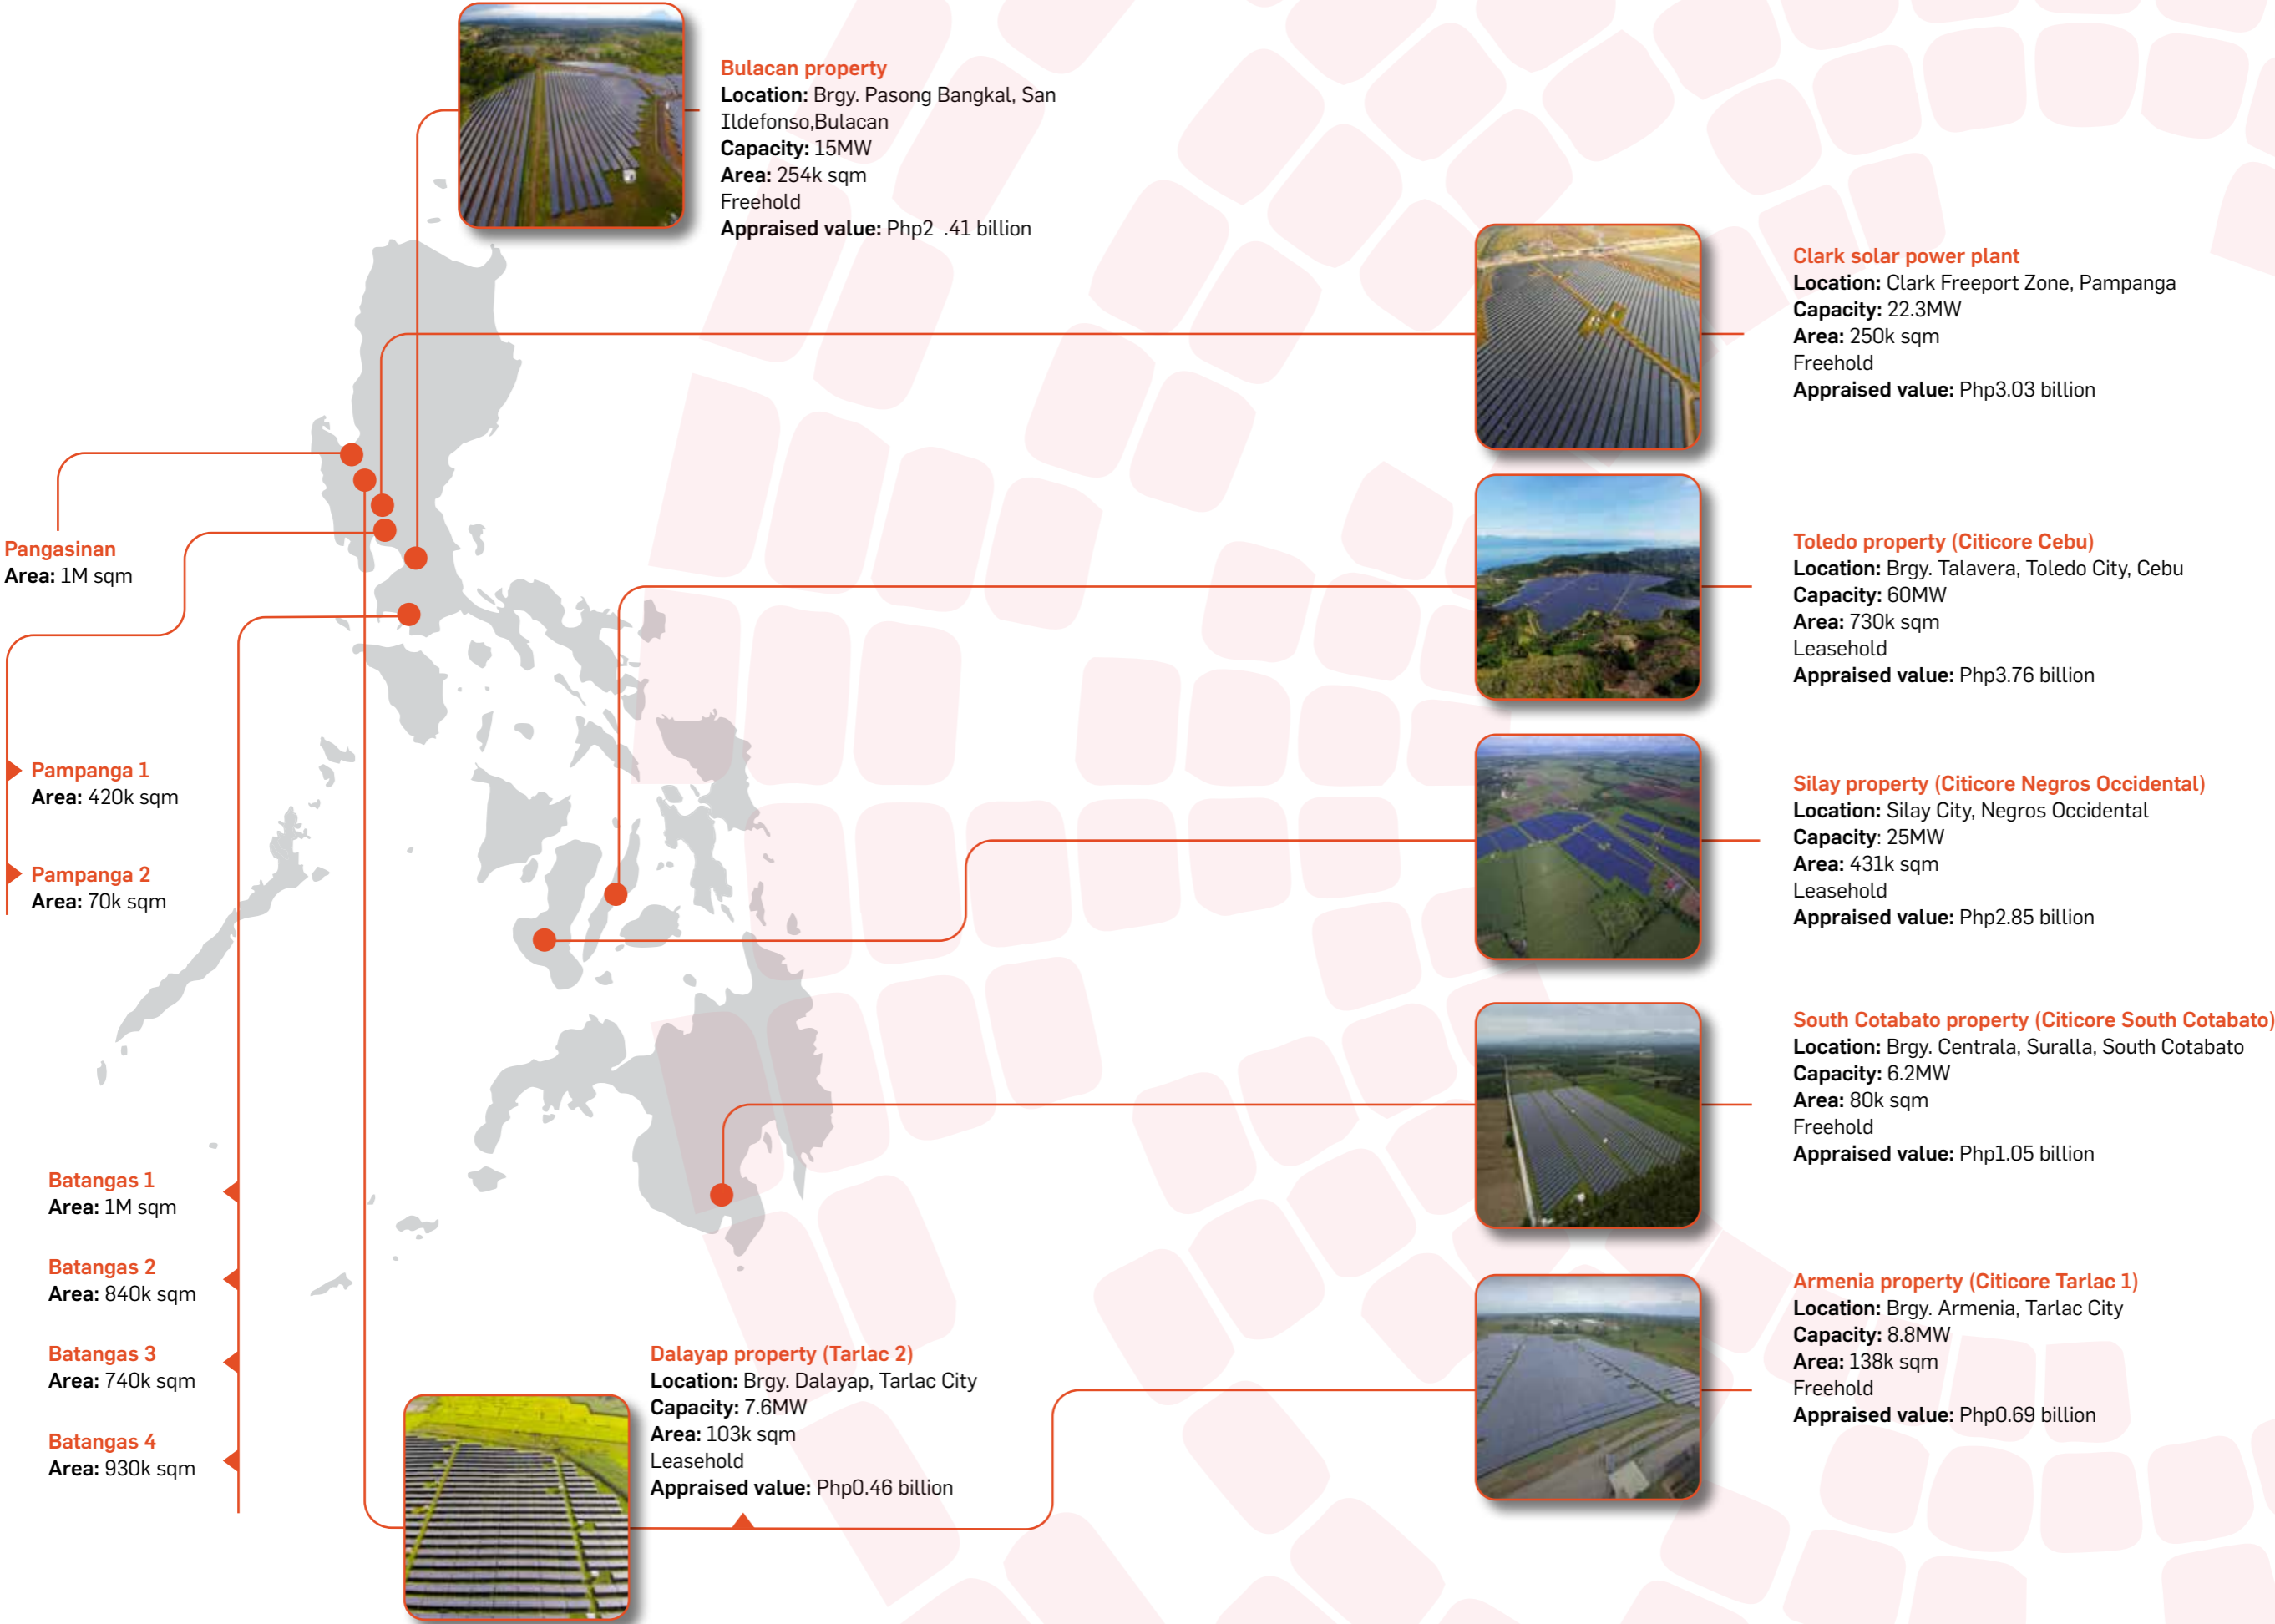 Bulacan property
Location: Brgy. Pasong Bangkal, San
Ildefonso,Bulacan
Capacity: 15MW
Area: 254k sqm
Freehold
Appraised value: Php2 .41 billion
Clark solar power plant
Location: Clark Freeport Zone, Pampanga
Capacity: 22.3MW
Area: 250k sqm
Freehold
Appraised value: Php3.03 billion
Pangasinan
Area: 1M sqm
Toledo property (Citicore Cebu)
Location: Brgy. Talavera, Toledo City, Cebu
Capacity: 60MW
Area: 730k sqm
Leasehold
Appraised value: Php3.76 billion
Pampanga 1
Area: 420k sqm
Pampanga 2
Area: 70k sqm
Silay property (Citicore Negros Occidental)
Location: Silay City, Negros Occidental
Capacity: 25MW
Area: 431k sqm
Leasehold
Appraised value: Php2.85 billion
South Cotabato property (Citicore South Cotabato)
Location: Brgy. Centrala, Suralla, South Cotabato
Capacity: 6.2MW
Area: 80k sqm
Freehold
Appraised value: Php1.05 billion
Batangas 1
Area: 1M sqm
Batangas 2
Area: 840k sqm
Batangas 3
Area: 740k sqm
Batangas 4
Area: 930k sqm
Dalayap property (Tarlac 2)
Location: Brgy. Dalayap, Tarlac City
Capacity: 7.6MW
Area: 103k sqm
Leasehold
Appraised value: Php0.46 billion
Armenia property (Citicore Tarlac 1)
Location: Brgy. Armenia, Tarlac City
Capacity: 8.8MW
Area: 138k sqm
Freehold
Appraised value: Php0.69 billion